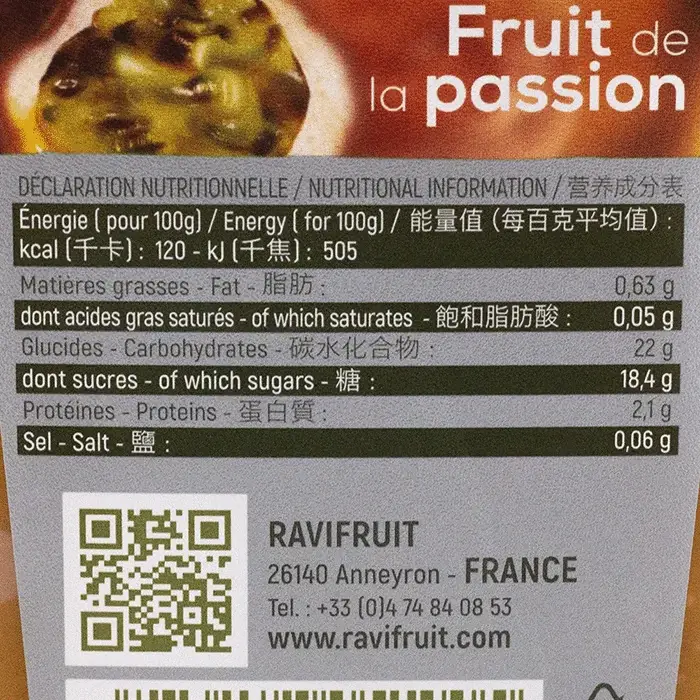 Fruit de
la passion
DÉCLARATION NUTRITIONNELLE / NUTRITIONAL INFORMATION / 营养成分表
Énergie ( pour 100g) / Energy ( for 100g) / 能量值 (每百克平均值) :
kcal (千卡) : 120 - kJ (千焦) : 505
Matières grasses - Fat - 脂肪 : 0,63 g
dont acides gras saturés - of which saturates - 飽和脂肪酸 : 0,05 g
Glucides - Carbohydrates - 碳水化合物 : 22 g
dont sucres - of which sugars - 糖 : 18,4 g
Protéines - Proteins - 蛋白質 : 2,1 g
Sel - Salt - 鹽 : 0,06 g
RAVIFRUIT
26140 Anneyron - FRANCE
Tel. : +33 (0)4 74 84 08 53
www.ravifruit.com